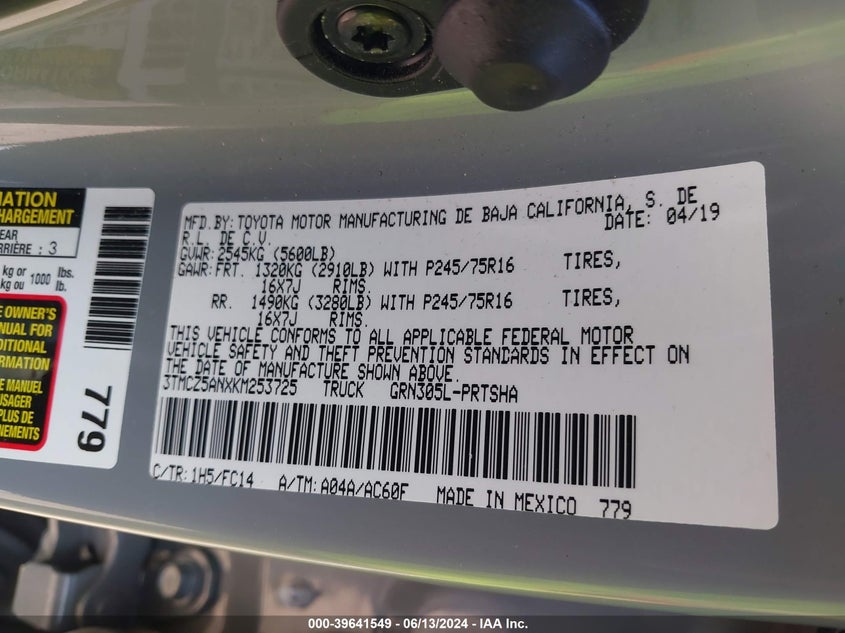 MATION
CHARGEMENT
EAR
RRIÈRE : 3
kg or 1000 lbs.
kg ou lb.
E OWNER'S
ANUAL FOR
DITIONAL
ORMATION
E MANUEL
USAGER
PLUS DE
NEMENTS
779
MFD.BY:TOYOTA MOTOR MANUFACTURING DE BAJA CALIFORNIA, S. DE
R.L. DE C.V. DATE: 04/19
GVWR:2545KG (5600LB)
GAWR:FRT. 1320KG (2910LB) WITH P245/75R16 TIRES,
16X7J RIMS.
RR. 1490KG (3280LB) WITH P245/75R16 TIRES,
16X7J RIMS.
THIS VEHICLE CONFORMS TO ALL APPLICABLE FEDERAL MOTOR
VEHICLE SAFETY AND THEFT PREVENTION STANDARDS IN EFFECT ON
THE DATE OF MANUFACTURE SHOWN ABOVE.
3TMCZ5ANXKM253725 TRUCK GRN305L-PRTSHA
C/TR:1H5/FC14 A/TM:A04A/AC60F MADE IN MEXICO 779
000-39641549 - 06/13/2024 - IAA Inc.